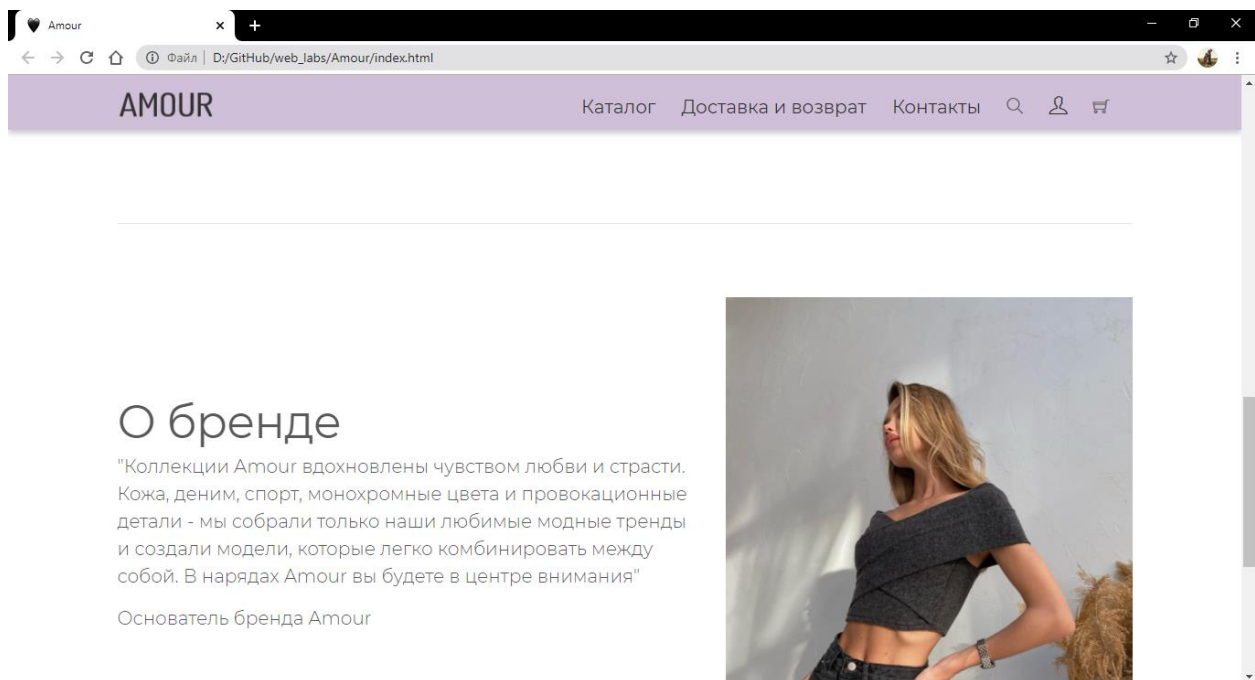 Amour
Файл | D:/GitHub/web_labs/Amour/index.html
AMOUR Каталог Доставка и возврат Контакты
О бренде
"Коллекции Amour вдохновлены чувством любви и страсти.
Кожа, деним, спорт, монохромные цвета и провокационные
детали - мы собрали только наши любимые модные тренды
и создали модели, которые легко комбинировать между
собой. В нарядах Amour вы будете в центре внимания"
Основатель бренда Amour